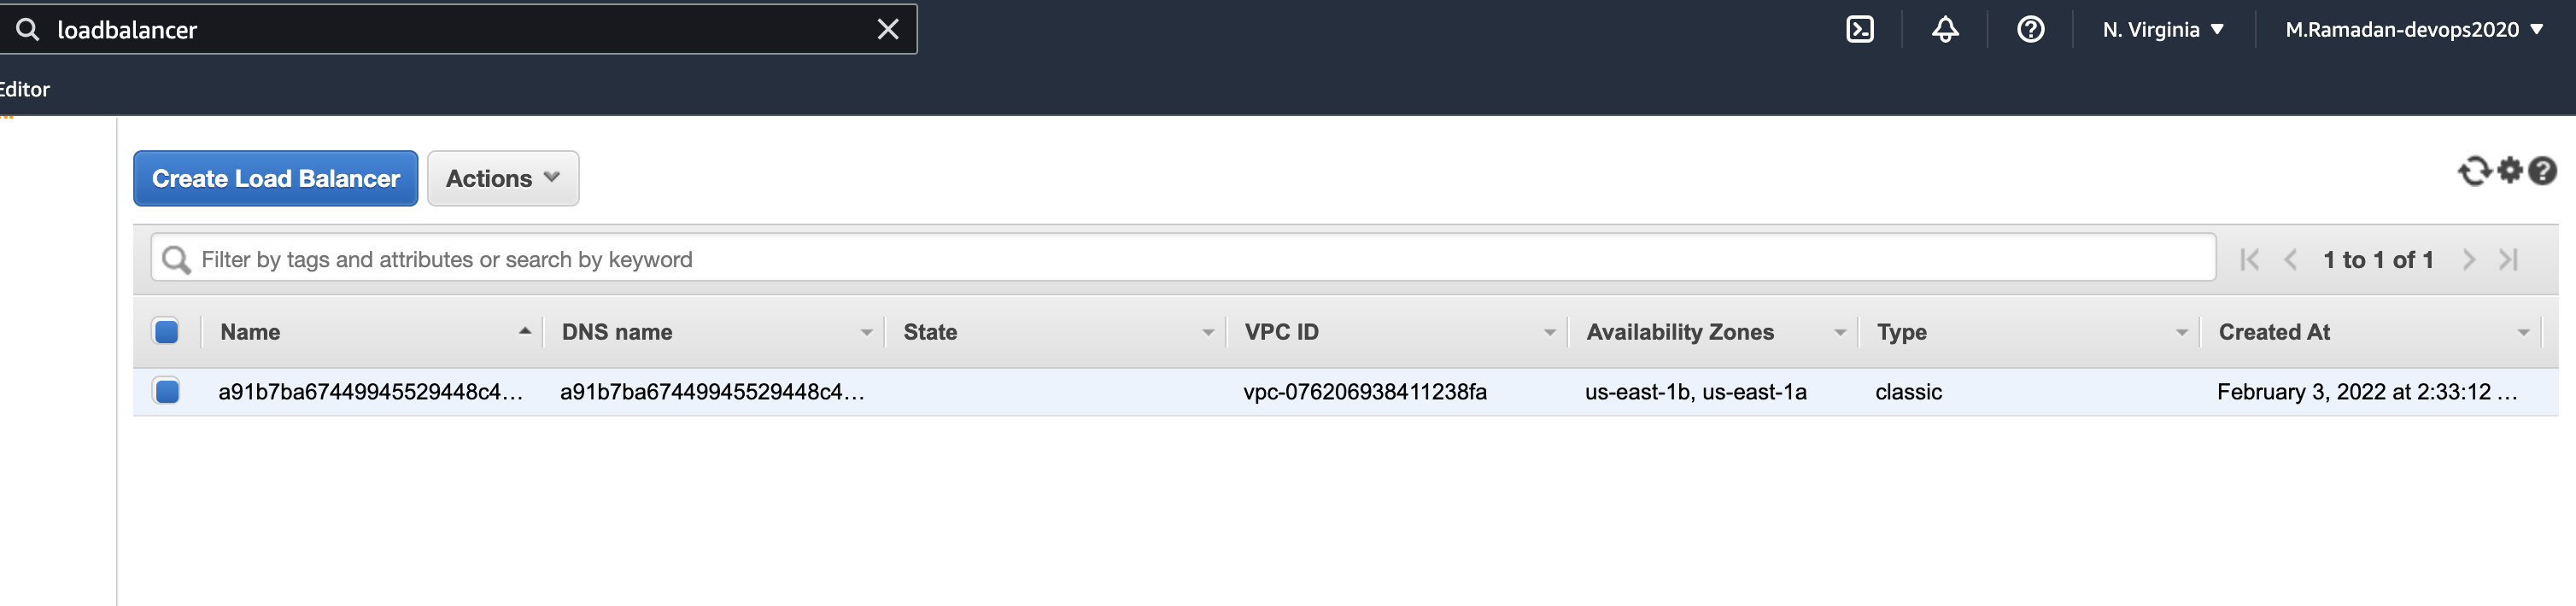 loadbalancer
N. Virginia
M.Ramadan-devops2020
Editor
Create Load Balancer
Actions
Filter by tags and attributes or search by keyword
1 to 1 of 1
Name
DNS name
State
VPC ID
Availability Zones
Type
Created At
a91b7ba67449945529448c4...
a91b7ba67449945529448c4...
vpc-076206938411238fa
us-east-1b, us-east-1a
classic
February 3, 2022 at 2:33:12 ...